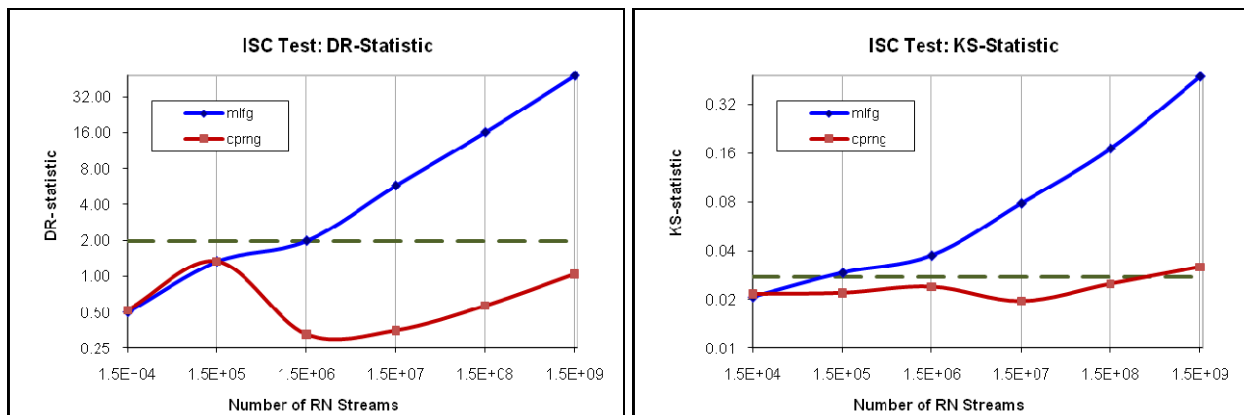 ISC Test: DR-Statistic
32.00
16.00
8.00
4.00
2.00
1.00
0.50
0.25
DR-statistic
mlfg
cprng
1.5E+04
1.5E+05
1.5E+06
1.5E+07
1.5E+08
1.5E+09
Number of RN Streams
ISC Test: KS-Statistic
0.32
0.16
0.08
0.04
0.02
0.01
KS-statistic
mlfg
cprng
1.5E+04
1.5E+05
1.5E+06
1.5E+07
1.5E+08
1.5E+09
Number of RN Streams